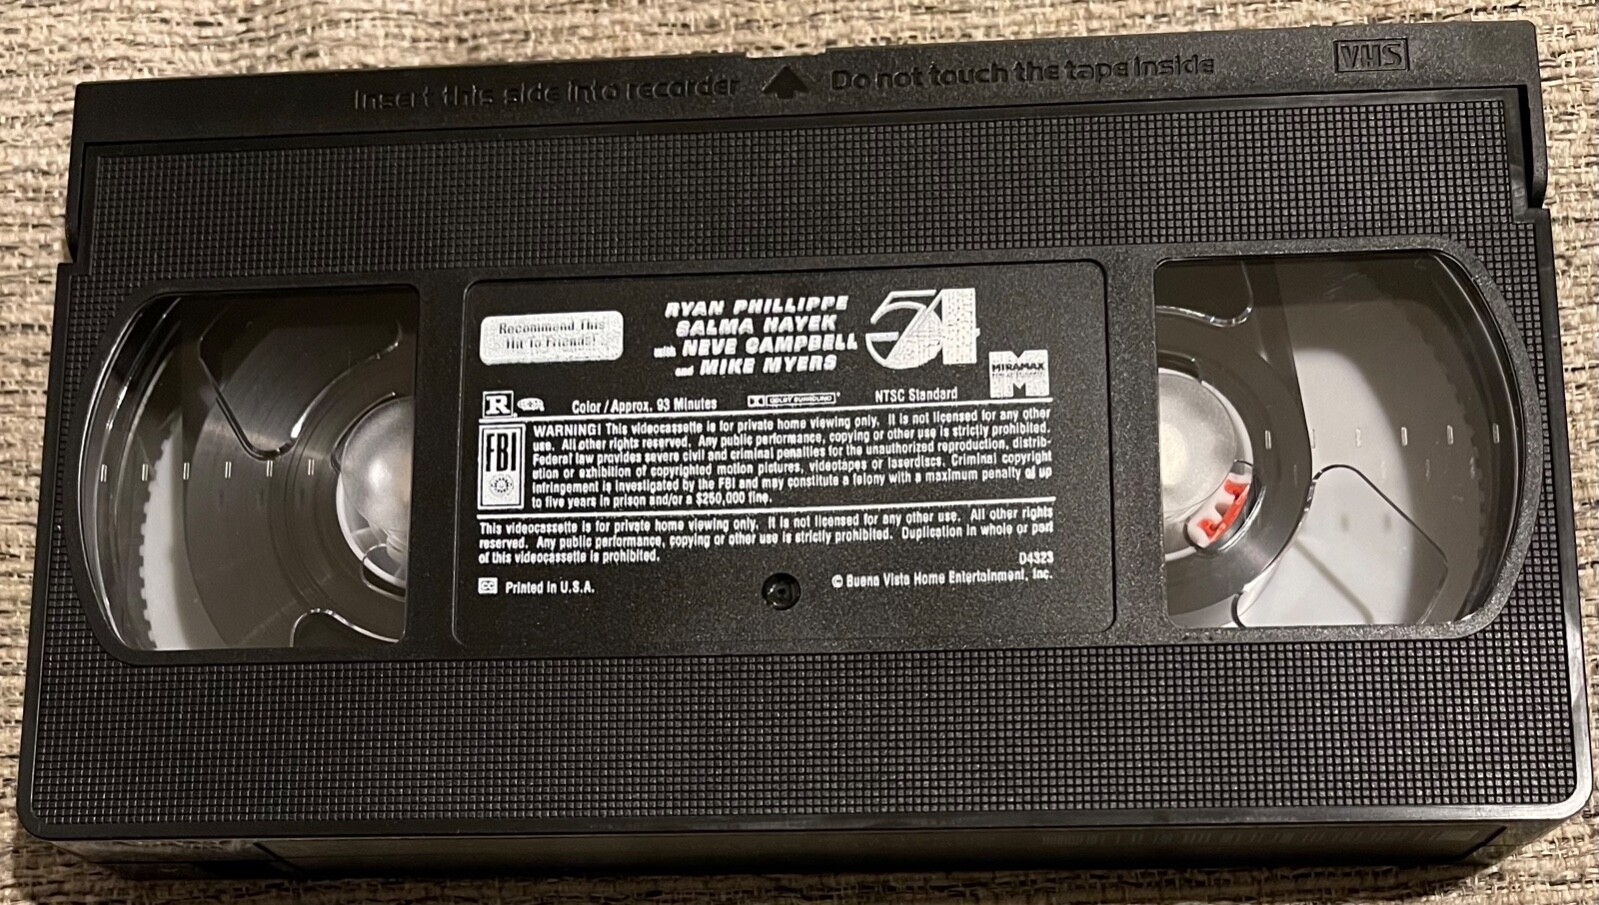 Insert this side into recorder Do not touch the tape inside VHS
Recommend This
Hit To Friends!
RYAN PHILLIPPE
SALMA HAYEK
with NEVE CAMPBELL
and MIKE MYERS
54
MIRAMAX
M
R Color / Approx. 93 Minutes DOLBY SURROUND NTSC Standard
FBI
WARNING! This videocassette is for private home viewing only. It is not licensed for any other
use. All other rights reserved. Any public performance, copying or other use is strictly prohibited.
Federal law provides severe civil and criminal penalties for the unauthorized reproduction, distrib-
ution or exhibition of copyrighted motion pictures, videotapes or laserdiscs. Criminal copyright
infringement is investigated by the FBI and may constitute a felony with a maximum penalty of up
to five years in prison and/or a $250,000 fine.
This videocassette is for private home viewing only. It is not licensed for any other use. All other rights
reserved. Any public performance, copying or other use is strictly prohibited. Duplication in whole or part
of this videocassette is prohibited.
D4323
CC Printed in U.S.A. © Buena Vista Home Entertainment, Inc.